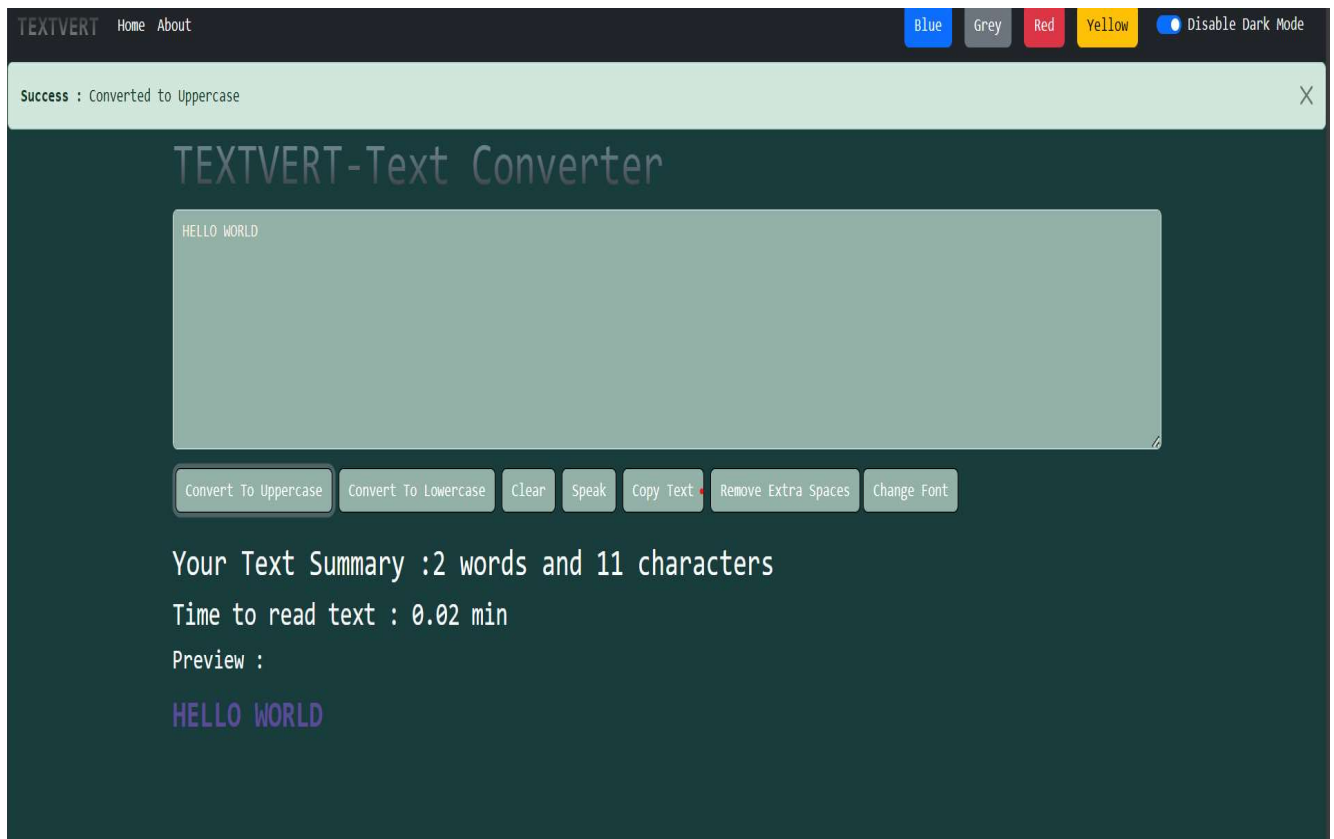 TEXTVERT Home About Blue Grey Red Yellow Disable Dark Mode
Success : Converted to Uppercase X
TEXTVERT-Text Converter
HELLO WORLD
Convert To Uppercase Convert To Lowercase Clear Speak Copy Text Remove Extra Spaces Change Font
Your Text Summary :2 words and 11 characters
Time to read text : 0.02 min
Preview :
HELLO WORLD